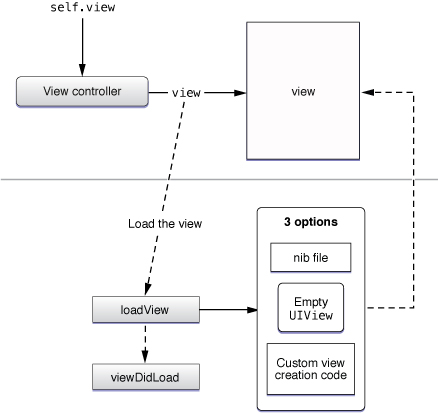 self.view
View controller
view
view
Load the view
3 options
nib file
Empty
UIView
loadView
Custom view
creation code
viewDidLoad